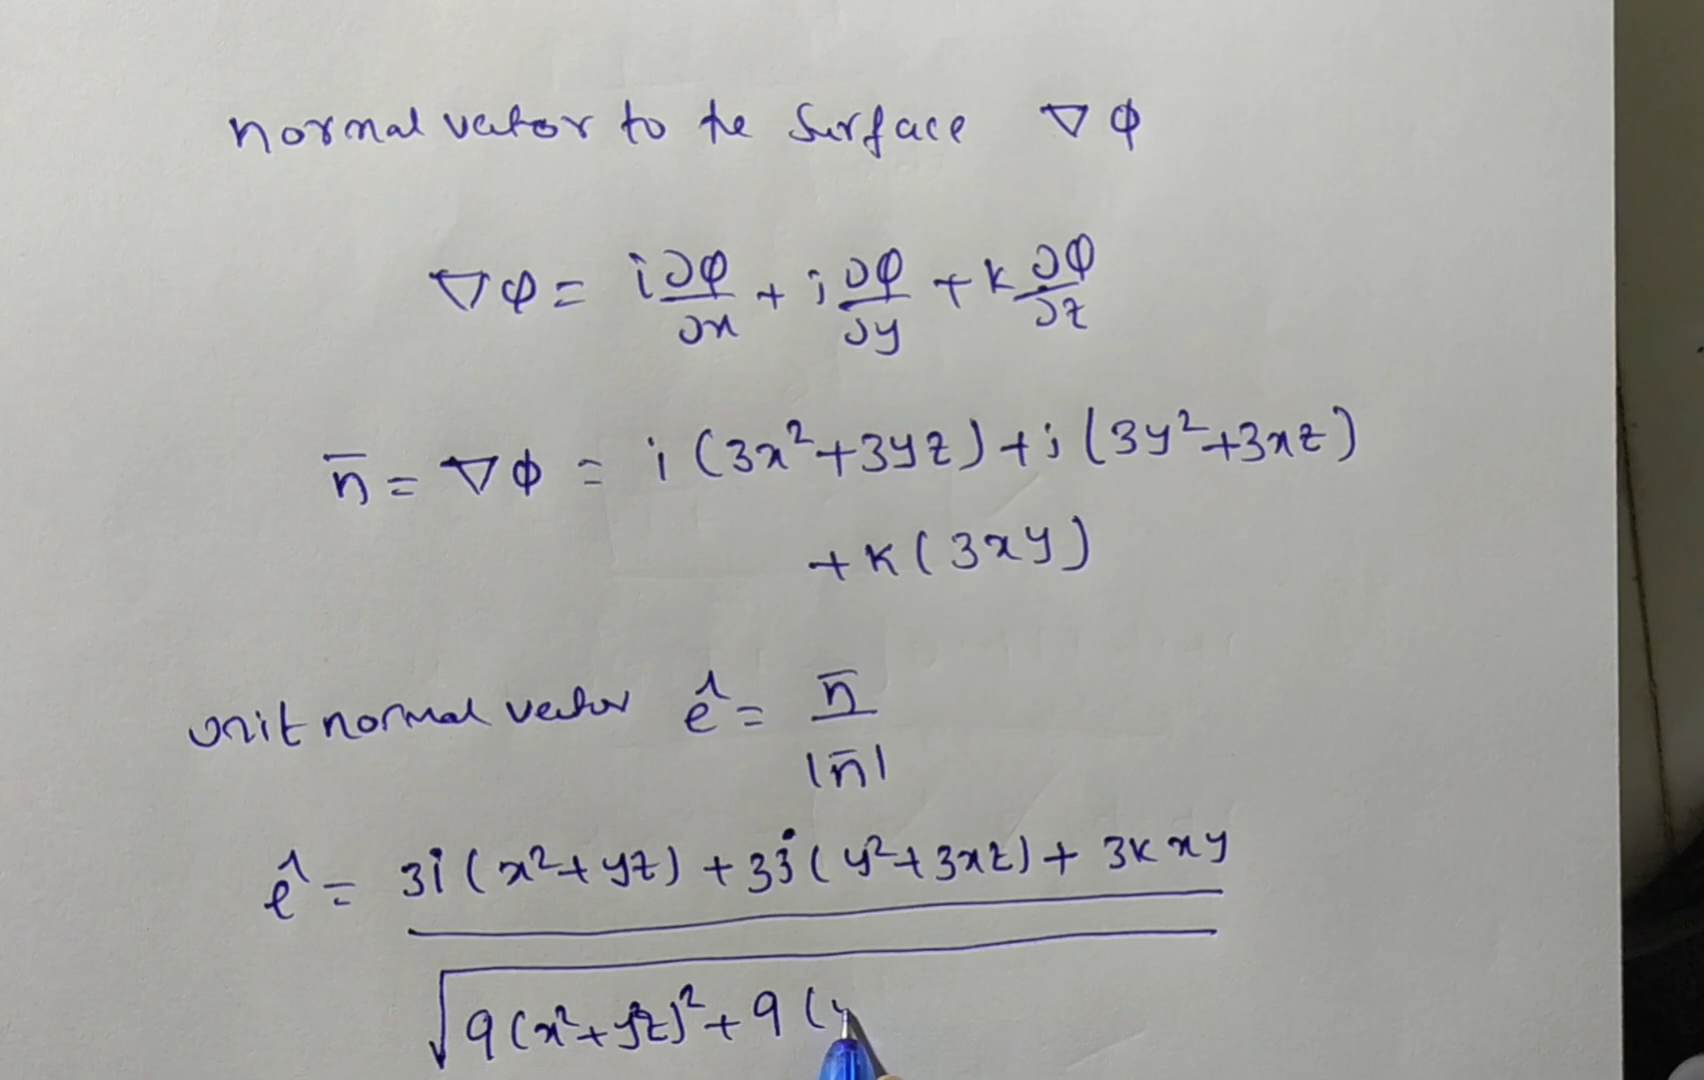 normal vector to the surface ∇φ
∇φ = i ∂φ/∂x + j ∂φ/∂y + k ∂φ/∂z
n̄ = ∇φ = i (3x²+3yz) + j (3y²+3xz)
+ k (3xy)
unit normal vector ê = n̄/|n̄|
ê = 3i (x²+yz) + 3j (y²+3xz) + 3k xy
√9(x²+yz)²+9(y